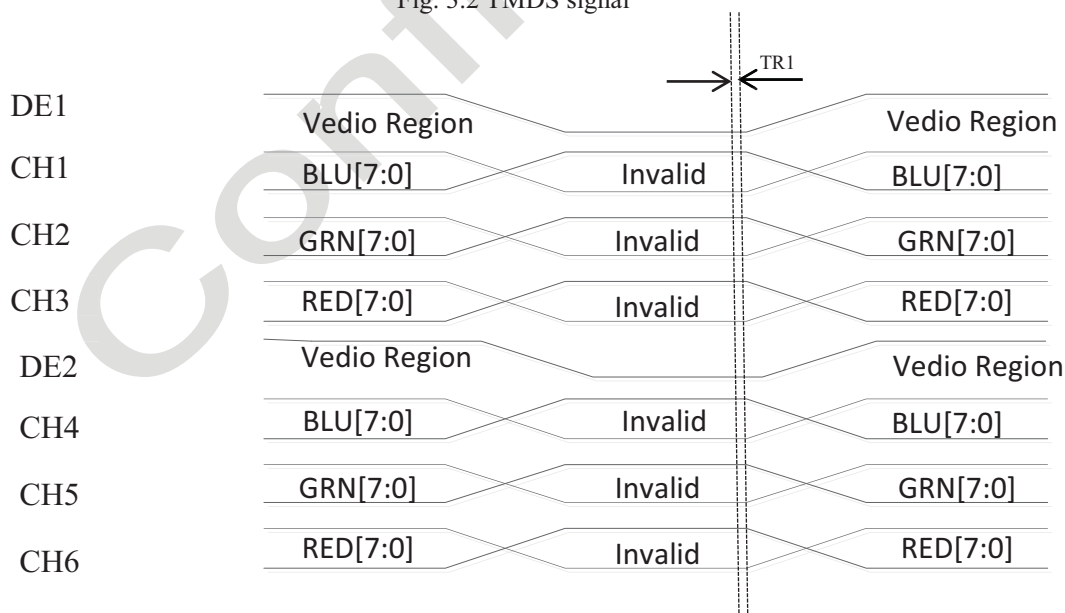 Fig. 3.2 TMDS signal
TR1
DE1 Vedio Region Vedio Region
CH1 BLU[7:0] Invalid BLU[7:0]
CH2 GRN[7:0] Invalid GRN[7:0]
CH3 RED[7:0] Invalid RED[7:0]
DE2 Vedio Region Vedio Region
CH4 BLU[7:0] Invalid BLU[7:0]
CH5 GRN[7:0] Invalid GRN[7:0]
CH6 RED[7:0] Invalid RED[7:0]